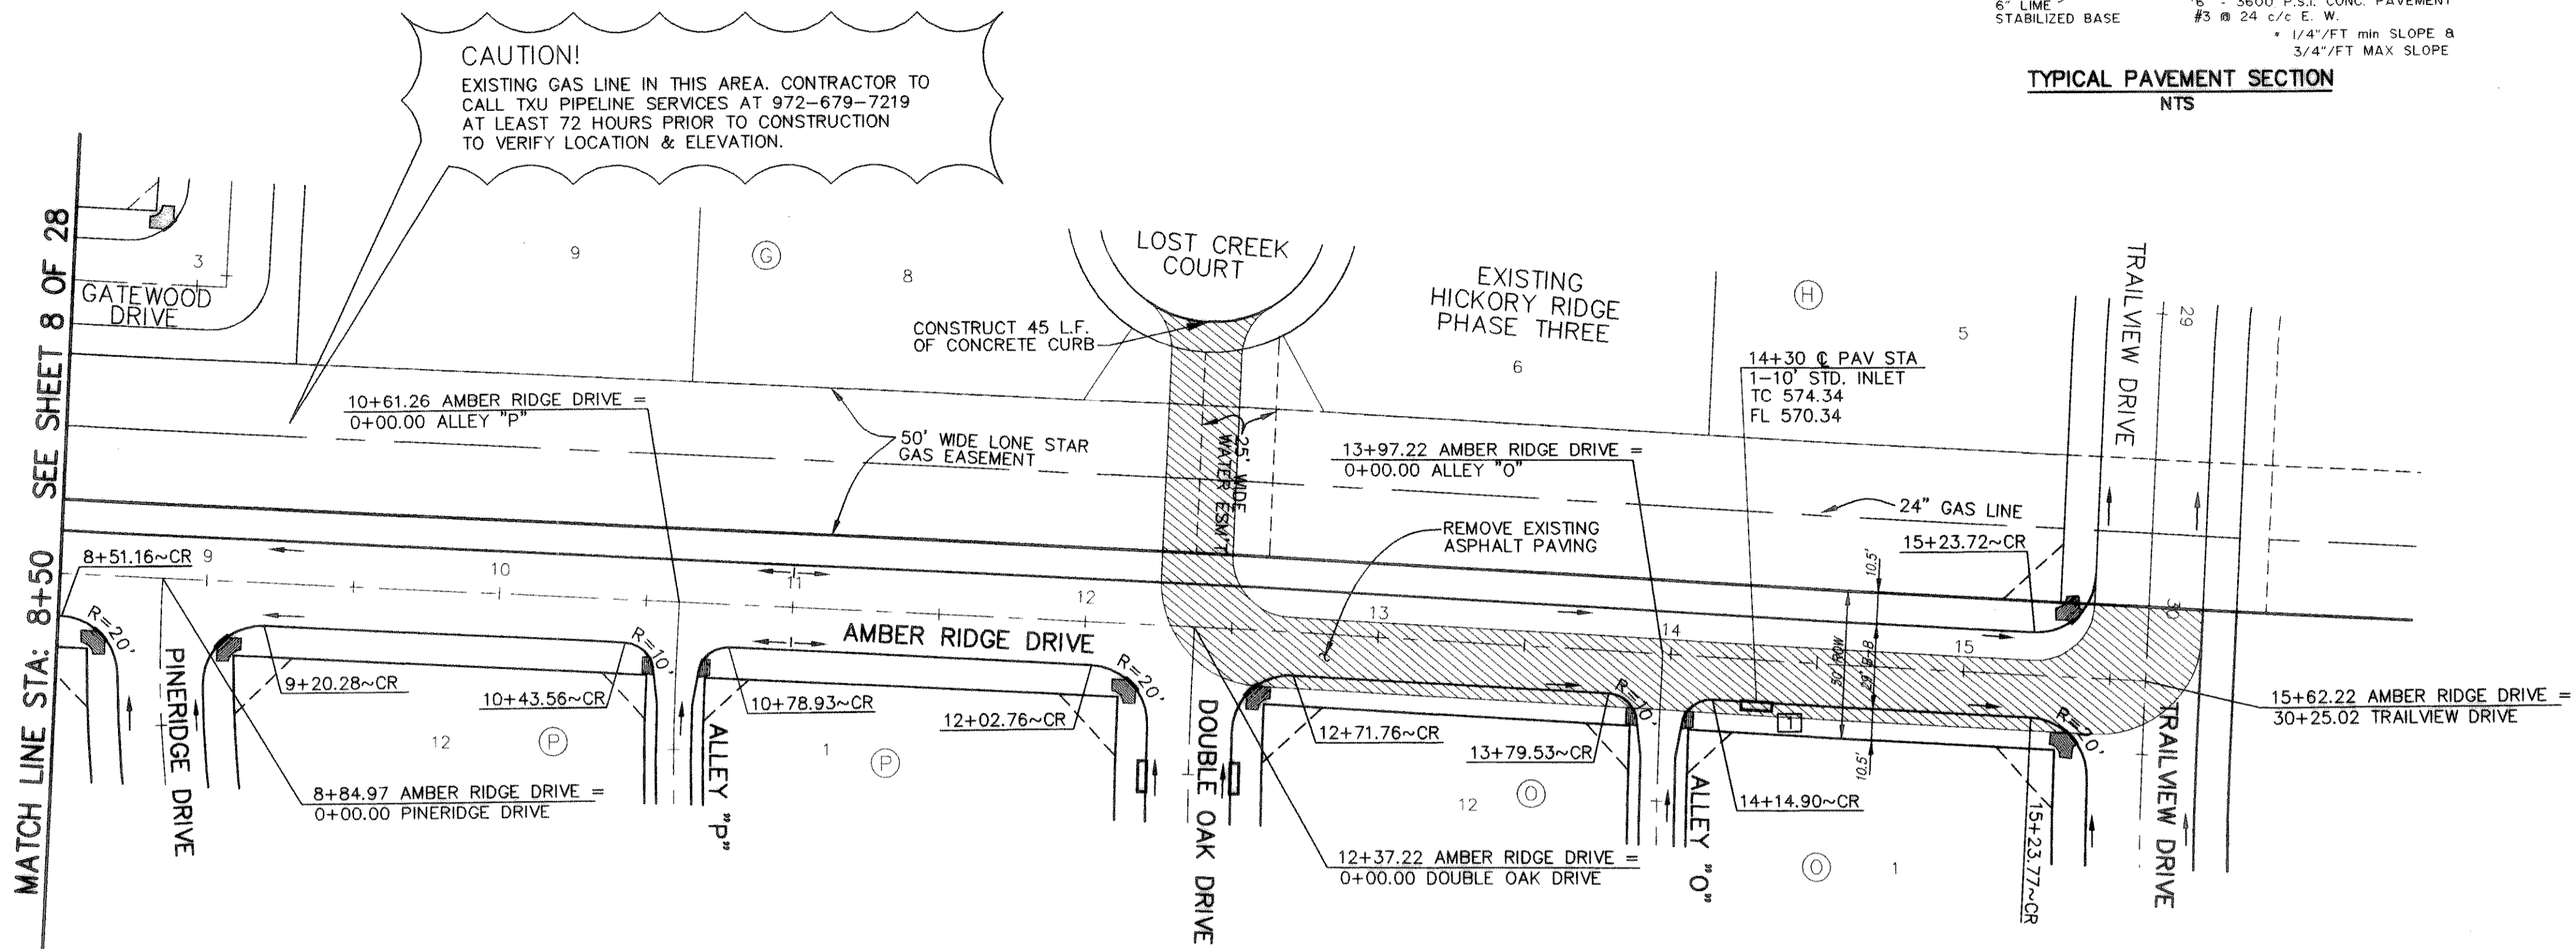 6" LIME
STABILIZED BASE
6" - 3600 P.S.I. CONC. PAVEMENT
#3 @ 24 c/c E. W.
* 1/4"/FT min SLOPE &
3/4"/FT MAX SLOPE
TYPICAL PAVEMENT SECTION
NTS
CAUTION!
EXISTING GAS LINE IN THIS AREA. CONTRACTOR TO
CALL TXU PIPELINE SERVICES AT 972-679-7219
AT LEAST 72 HOURS PRIOR TO CONSTRUCTION
TO VERIFY LOCATION & ELEVATION.
MATCH LINE STA: 8+50 SEE SHEET 8 OF 28
3
GATEWOOD
DRIVE
9
G
8
LOST CREEK
COURT
CONSTRUCT 45 L.F.
OF CONCRETE CURB
EXISTING
HICKORY RIDGE
PHASE THREE
6
H
5
14+30 ℄ PAV STA
1-10' STD. INLET
TC 574.34
FL 570.34
TRAILVIEW DRIVE
29
10+61.26 AMBER RIDGE DRIVE =
0+00.00 ALLEY "P"
50' WIDE LONE STAR
GAS EASEMENT
25' WIDE
WATER ESM'T
13+97.22 AMBER RIDGE DRIVE =
0+00.00 ALLEY "O"
24" GAS LINE
REMOVE EXISTING
ASPHALT PAVING
15+23.72~CR
8+51.16~CR
9
10
11
12
13
14
15
30
10.5'
50' ROW
29' B-B
10.5'
AMBER RIDGE DRIVE
R=20'
PINERIDGE DRIVE
9+20.28~CR
10+43.56~CR
R=10'
10+78.93~CR
12+02.76~CR
R=20'
12+71.76~CR
13+79.53~CR
R=10'
14+14.90~CR
T
R=20'
15+23.77~CR
15+62.22 AMBER RIDGE DRIVE =
30+25.02 TRAILVIEW DRIVE
12
P
ALLEY "P"
1
P
DOUBLE OAK DRIVE
12
O
ALLEY "O"
O
1
TRAILVIEW DRIVE
8+84.97 AMBER RIDGE DRIVE =
0+00.00 PINERIDGE DRIVE
12+37.22 AMBER RIDGE DRIVE =
0+00.00 DOUBLE OAK DRIVE